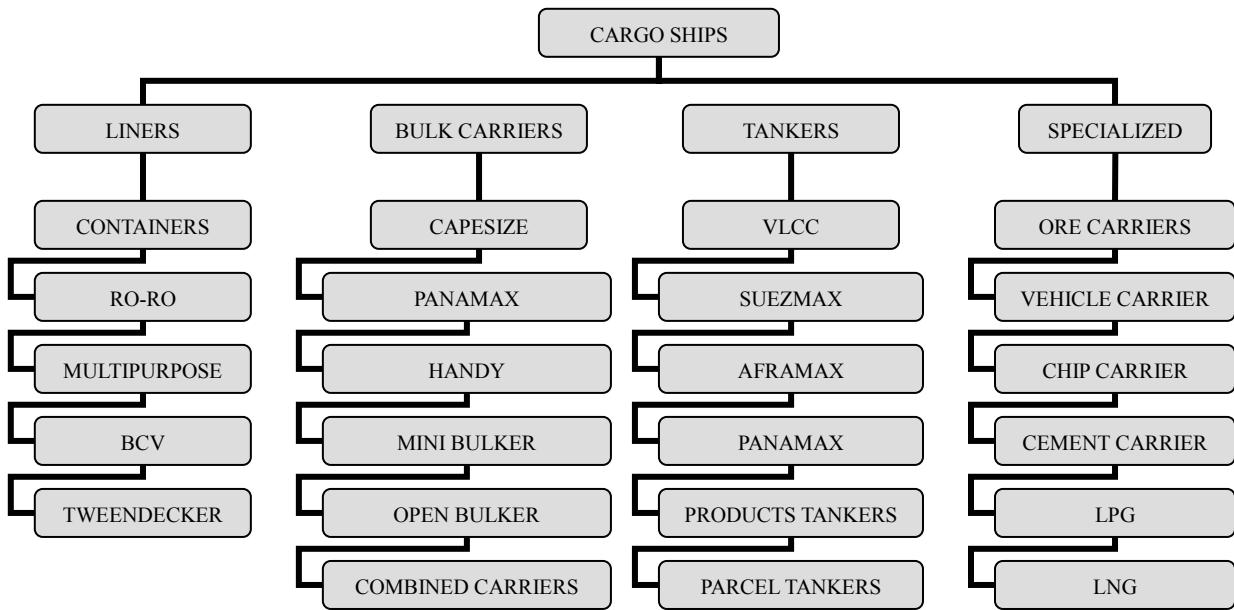 CARGO SHIPS
LINERS
CONTAINERS
RO-RO
MULTIPURPOSE
BCV
TWEENDECKER
BULK CARRIERS
CAPESIZE
PANAMAX
HANDY
MINI BULKER
OPEN BULKER
COMBINED CARRIERS
TANKERS
VLCC
SUEZMAX
AFRAMAX
PANAMAX
PRODUCTS TANKERS
PARCEL TANKERS
SPECIALIZED
ORE CARRIERS
VEHICLE CARRIER
CHIP CARRIER
CEMENT CARRIER
LPG
LNG